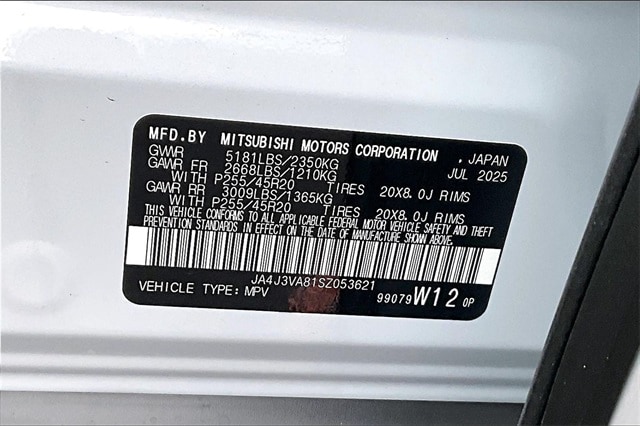 MFD.BY MITSUBISHI MOTORS CORPORATION , JAPAN
GVWR 5181LBS/2350KG JUL 2025
GAWR FR 2668LBS/1210KG
WITH P255/45R20 TIRES 20X8.0J RIMS
GAWR RR 3009LBS/1365KG
WITH P255/45R20 TIRES 20X8.0J RIMS
THIS VEHICLE CONFORMS TO ALL APPLICABLE FEDERAL MOTOR VEHICLE SAFETY AND THEFT
PREVENTION STANDARDS IN EFFECT ON THE DATE OF MANUFACTURE SHOWN ABOVE.
JA4J3VA81SZ053621
VEHICLE TYPE: MPV 99079 W12 0P